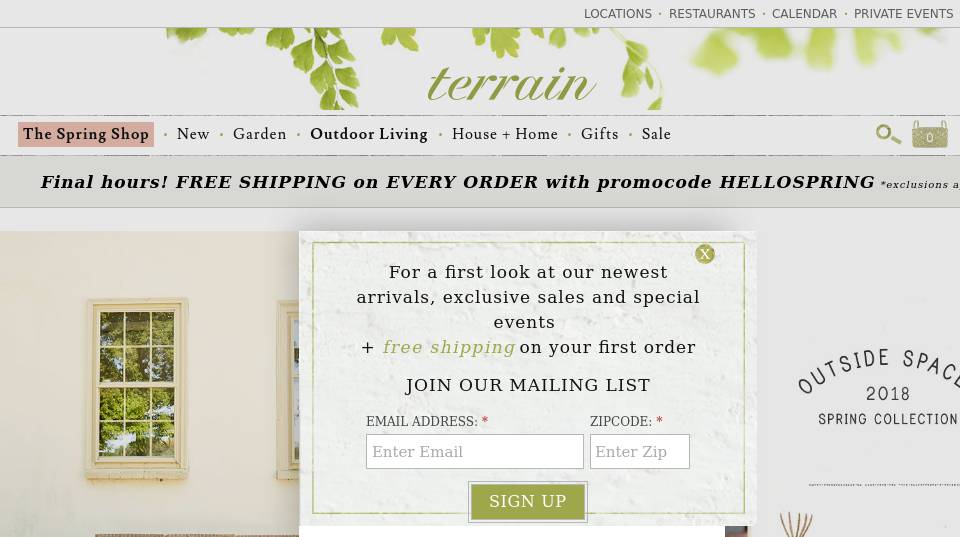 LOCATIONS · RESTAURANTS · CALENDAR · PRIVATE EVENTS
terrain
The Spring Shop · New · Garden · Outdoor Living · House + Home · Gifts · Sale
0
Final hours! FREE SHIPPING on EVERY ORDER with promocode HELLOSPRING *exclusions
X
For a first look at our newest
arrivals, exclusive sales and special
events
+ free shipping on your first order
JOIN OUR MAILING LIST
EMAIL ADDRESS: * ZIPCODE: *
Enter Email Enter Zip
SIGN UP
OUTSIDE SPACE
2018
SPRING COLLECTION